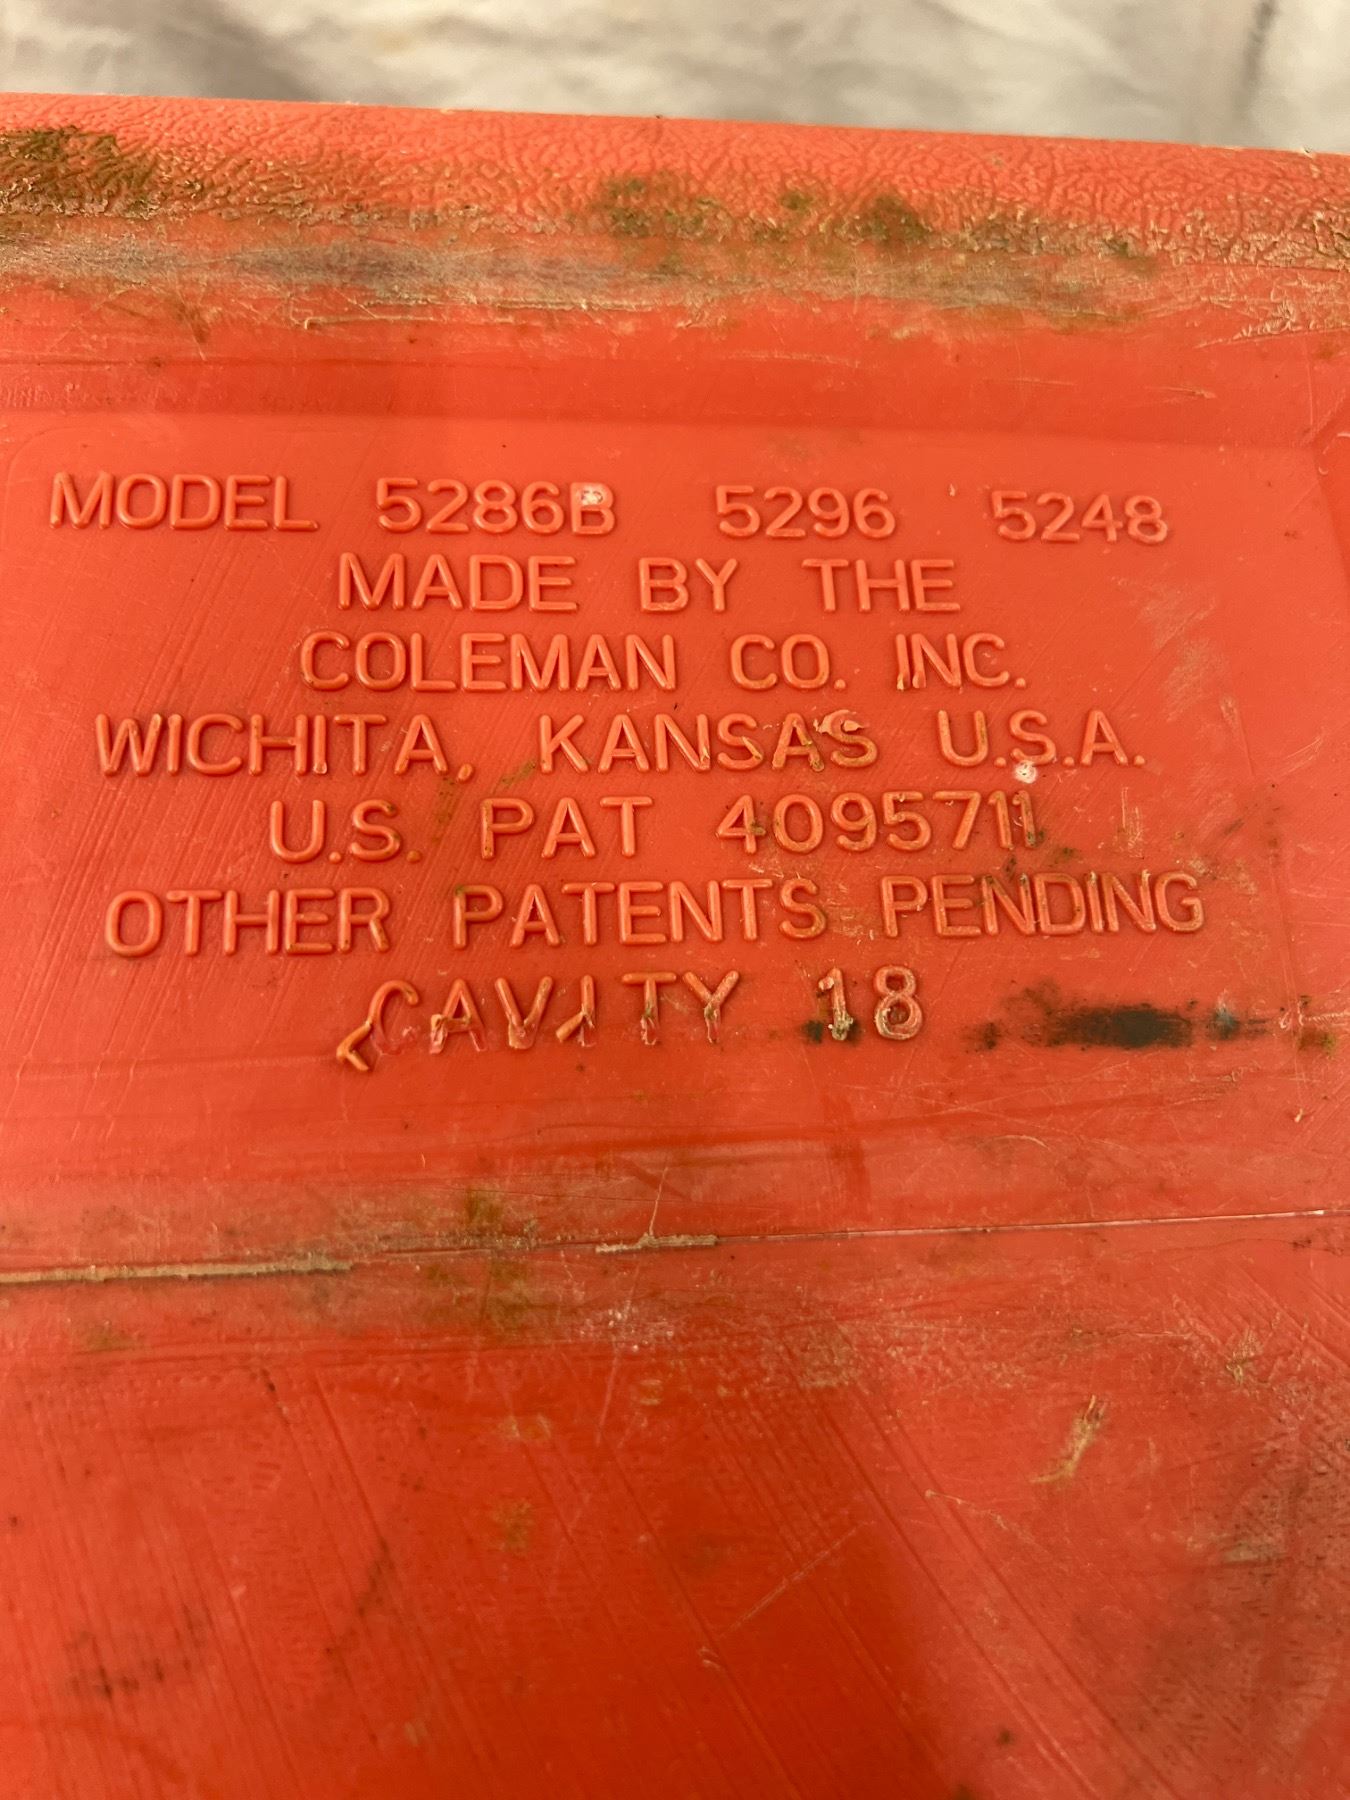 MODEL 5286B 5296 5248
MADE BY THE
COLEMAN CO. INC.
WICHITA, KANSAS U.S.A.
U.S. PAT 4095711
OTHER PATENTS PENDING
CAVITY 18